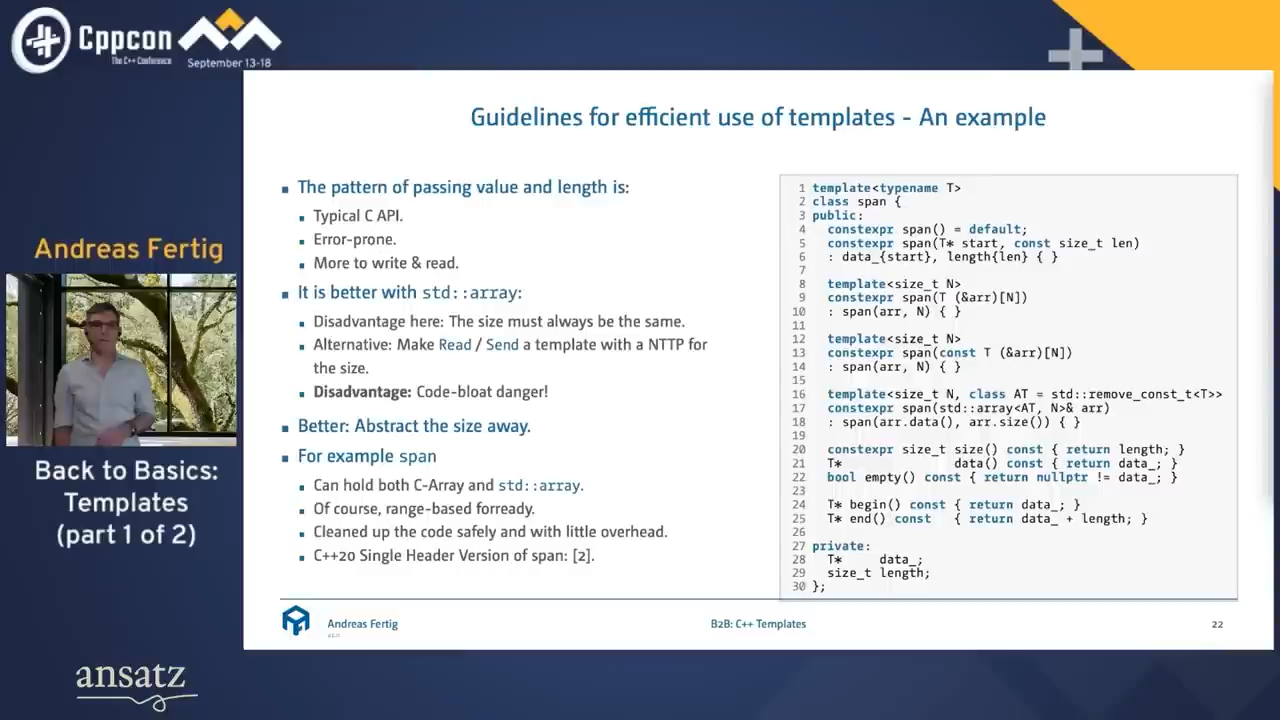 Cppcon
The C++ Conference
September 13-18
Guidelines for efficient use of templates - An example
The pattern of passing value and length is:
Typical C API.
Error-prone.
More to write & read.
It is better with std::array:
Disadvantage here: The size must always be the same.
Alternative: Make Read / Send a template with a NTTP for
the size.
Disadvantage: Code-bloat danger!
Better: Abstract the size away.
For example span
Can hold both C-Array and std::array.
Of course, range-based forready.
Cleaned up the code safely and with little overhead.
C++20 Single Header Version of span: [2].
1 template<typename T>
2 class span {
3 public:
4 constexpr span() = default;
5 constexpr span(T* start, const size_t len)
6 : data_{start}, length{len} { }
7
8 template<size_t N>
9 constexpr span(T (&arr)[N])
10 : span(arr, N) { }
11
12 template<size_t N>
13 constexpr span(const T (&arr)[N])
14 : span(arr, N) { }
15
16 template<size_t N, class AT = std::remove_const_t<T>>
17 constexpr span(std::array<AT, N>& arr)
18 : span(arr.data(), arr.size()) { }
19
20 constexpr size_t size() const { return length; }
21 T* data() const { return data_; }
22 bool empty() const { return nullptr != data_; }
23
24 T* begin() const { return data_; }
25 T* end() const { return data_ + length; }
26
27 private:
28 T* data_;
29 size_t length;
30 };
Andreas Fertig
B2B: C++ Templates
22
Andreas Fertig
Back to Basics:
Templates
(part 1 of 2)
ansatz